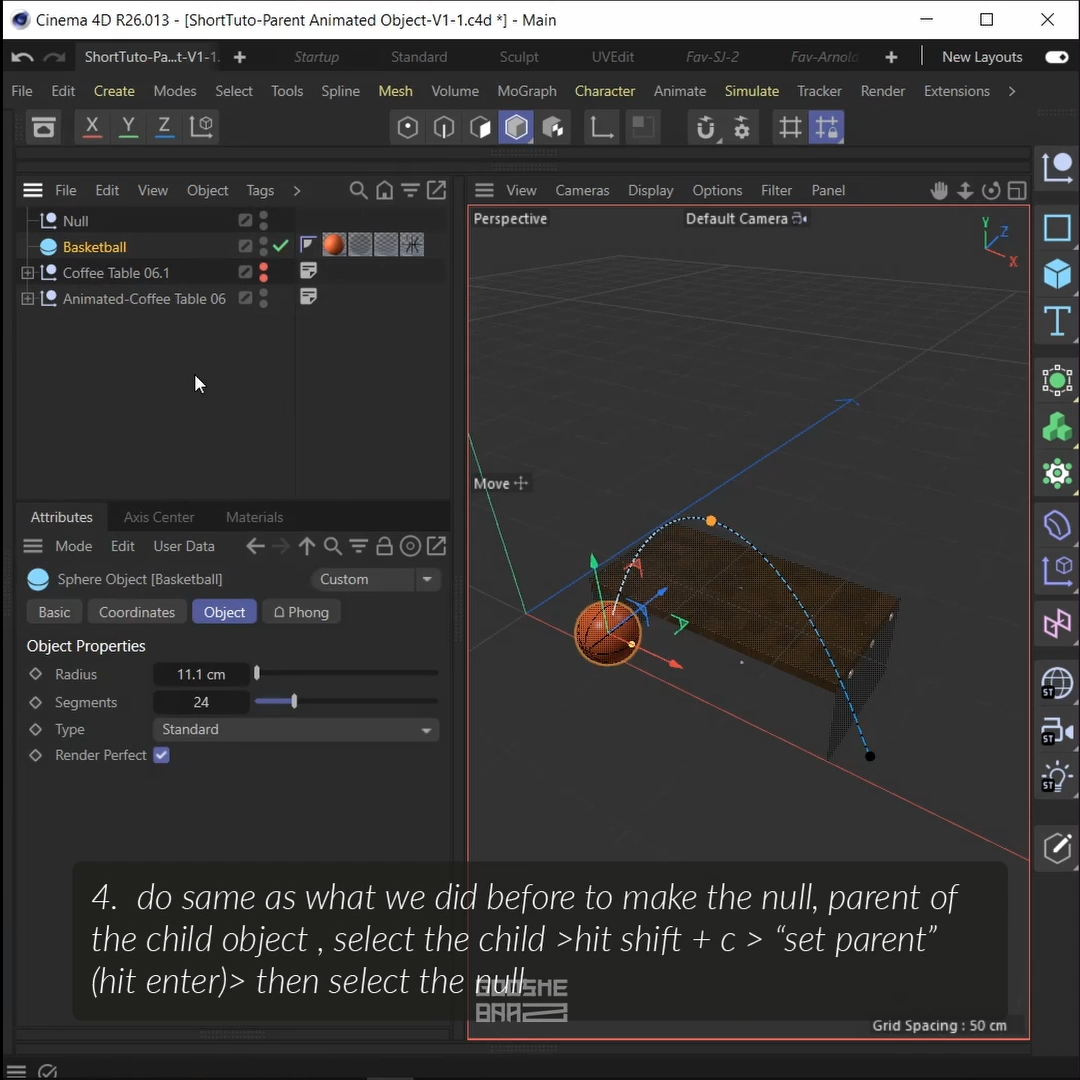 Cinema 4D R26.013 - [ShortTuto-Parent Animated Object-V1-1.c4d *] - Main
ShortTuto-Pa...t-V1-1. Startup Standard Sculpt UVEdit Fav-SJ-2 Fav-Arnold New Layouts
File Edit Create Modes Select Tools Spline Mesh Volume MoGraph Character Animate Simulate Tracker Render Extensions
X Y Z
File Edit View Object Tags
View Cameras Display Options Filter Panel
Null
Basketball
Coffee Table 06.1
Animated-Coffee Table 06
Perspective
Default Camera
Y
Z
X
Move
Attributes Axis Center Materials
Mode Edit User Data
Sphere Object [Basketball] Custom
Basic Coordinates Object Phong
Object Properties
Radius 11.1 cm
Segments 24
Type Standard
Render Perfect
T
ST
ST
ST
4. do same as what we did before to make the null, parent of
the child object , select the child >hit shift + c > “set parent”
(hit enter)> then select the null
Grid Spacing : 50 cm